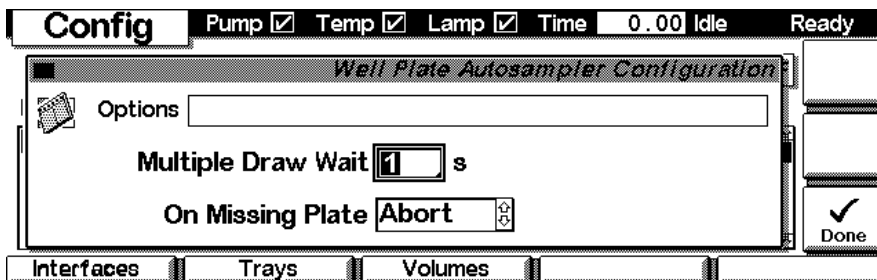 Config Pump Temp Lamp Time 0.00 Idle Ready
Well Plate Autosampler Configuration
Options
Multiple Draw Wait 1 s
On Missing Plate Abort
Done
Interfaces Trays Volumes